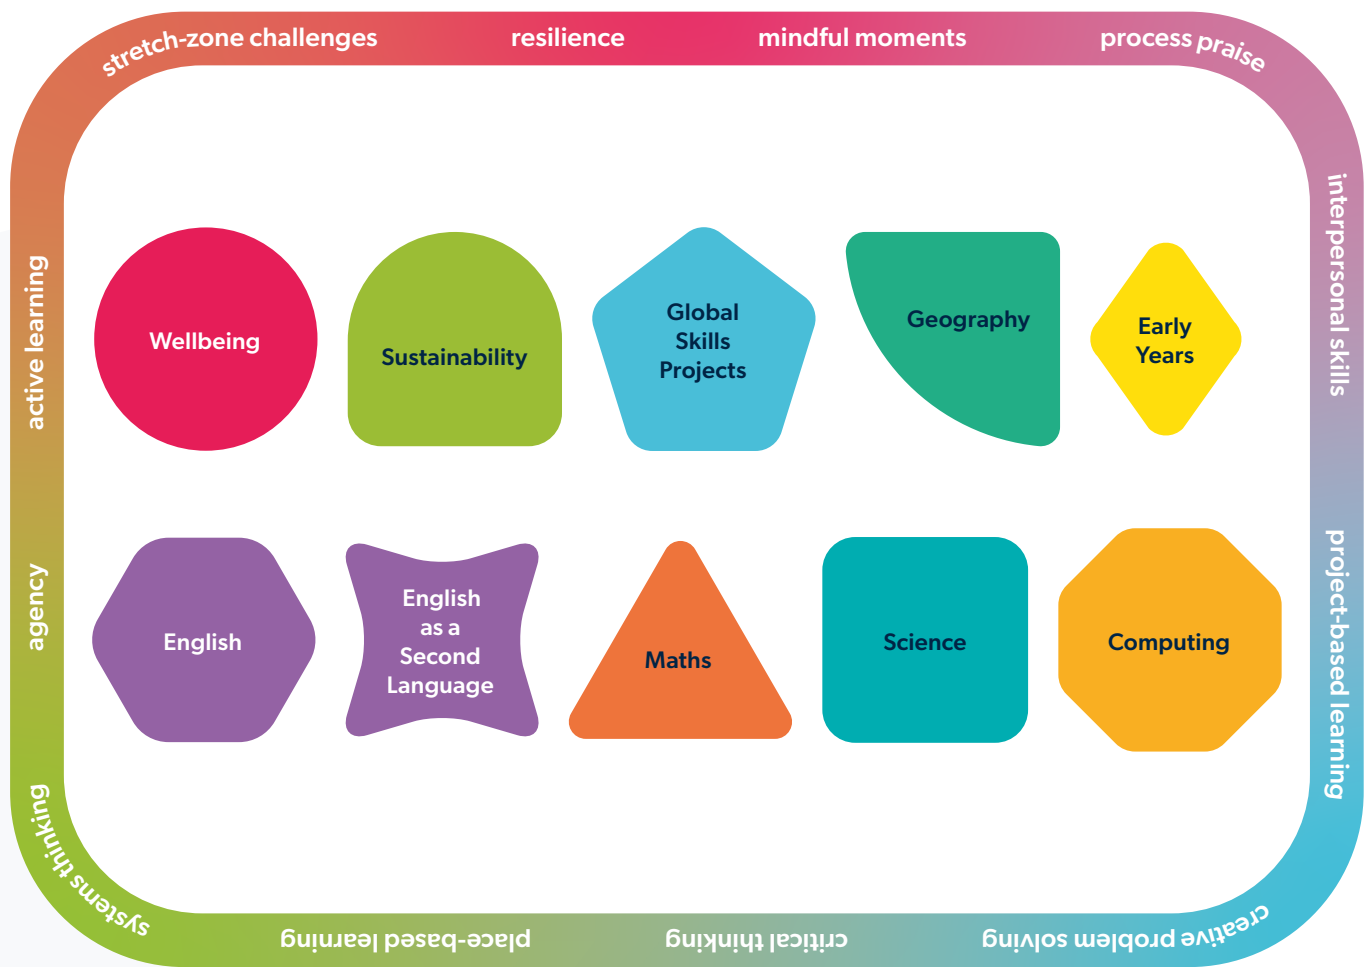 stretch-zone challenges
resilience
mindful moments
process praise
interpersonal skills
project-based learning
creative problem solving
critical thinking
place-based learning
systems thinking
agency
active learning
Wellbeing
Sustainability
Global
Skills
Projects
Geography
Early
Years
English
English
as a
Second
Language
Maths
Science
Computing